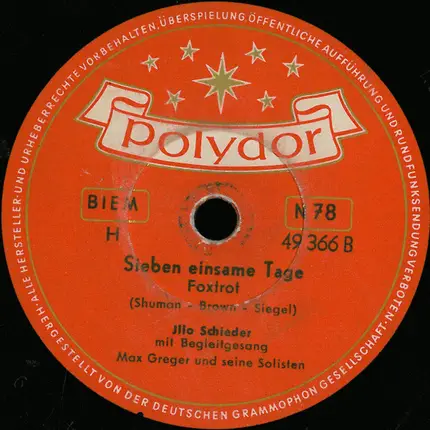 ALLE HERSTELLER- UND URHEBERRECHTE VORBEHALTEN, ÜBERSPIELUNG, ÖFFENTLICHE AUFFÜHRUNG UND RUNDFUNKSENDUNG VERBOTEN.
polydor
BIEM
N 78
H
49 366 B
Sieben einsame Tage
Foxtrot
(Shuman - Brown - Siegel)
Jllo Schieder
mit Begleitgesang
Max Greger und seine Solisten
HERGESTELLT VON DER DEUTSCHEN GRAMMOPHON GESELLSCHAFT